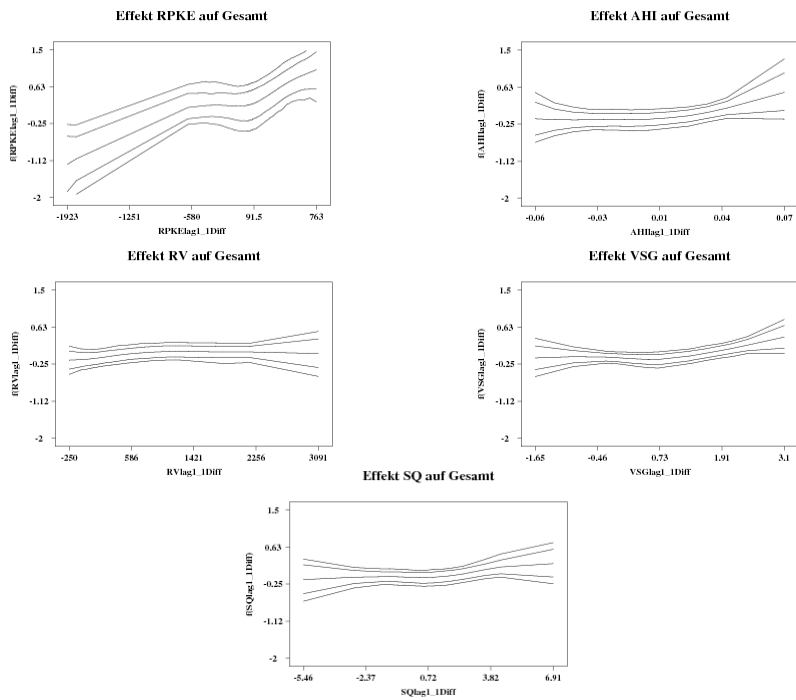 Effekt RPKE auf Gesamt
1.5
0.63
-0.25
-1.12
-2
f(RPKElag1_1Diff)
-1923 -1251 -580 91.5 763
RPKElag1_1Diff
Effekt AHI auf Gesamt
1.5
0.63
-0.25
-1.12
-2
f(AHIlag1_1Diff)
-0.06 -0.03 0.01 0.04 0.07
AHIlag1_1Diff
Effekt RV auf Gesamt
1.5
0.63
-0.25
-1.12
-2
f(RVlag1_1Diff)
-250 586 1421 2256 3091
RVlag1_1Diff
Effekt VSG auf Gesamt
1.5
0.63
-0.25
-1.12
-2
f(VSGlag1_1Diff)
-1.65 -0.46 0.73 1.91 3.1
VSGlag1_1Diff
Effekt SQ auf Gesamt
1.5
0.63
-0.25
-1.12
-2
f(SQlag1_1Diff)
-5.46 -2.37 0.72 3.82 6.91
SQlag1_1Diff